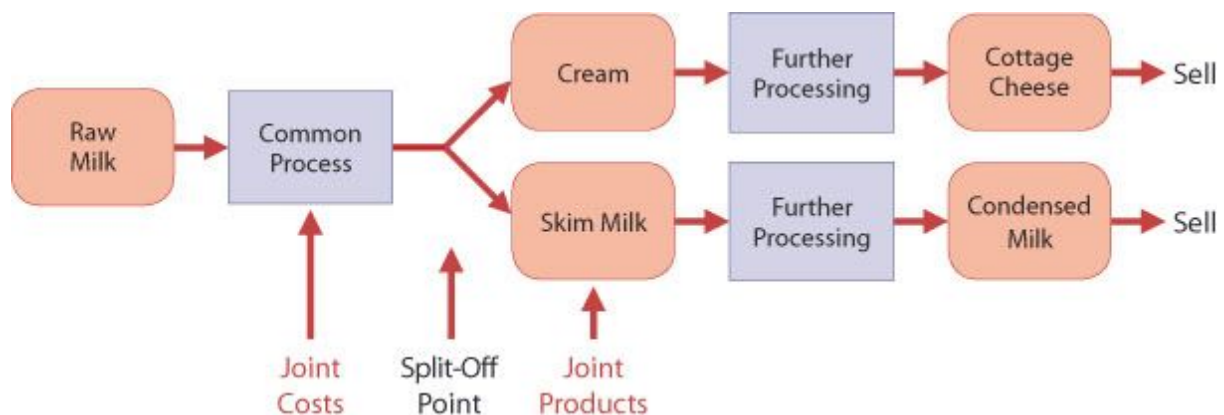 Raw
Milk
Common
Process
Cream
Further
Processing
Cottage
Cheese
Sell
Skim Milk
Further
Processing
Condensed
Milk
Sell
Joint
Costs
Split-Off
Point
Joint
Products